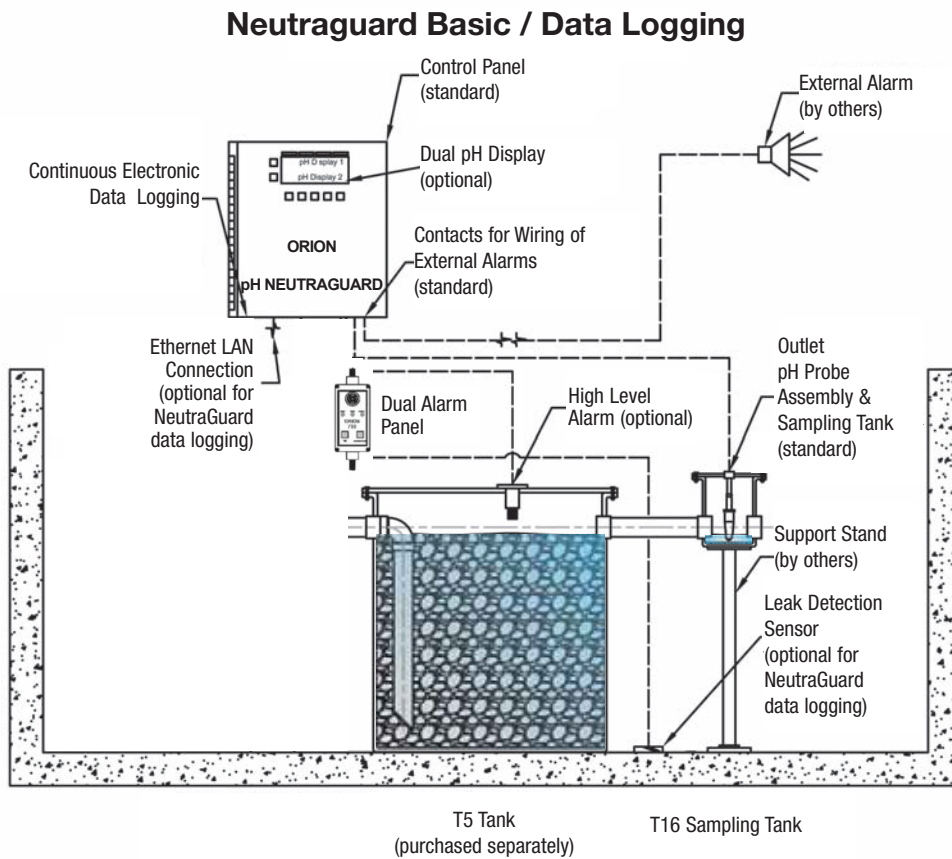 Neutraguard Basic / Data Logging
Control Panel
(standard)
External Alarm
(by others)
Continuous Electronic
Data Logging
pH D splay 1
pH Display 2
Dual pH Display
(optional)
ORION
pH NEUTRAGUARD
Contacts for Wiring of
External Alarms
(standard)
Ethernet LAN
Connection
(optional for
NeutraGuard
data logging)
Dual Alarm
Panel
High Level
Alarm (optional)
Outlet
pH Probe
Assembly &
Sampling Tank
(standard)
Support Stand
(by others)
Leak Detection
Sensor
(optional for
NeutraGuard
data logging)
T5 Tank
(purchased separately)
T16 Sampling Tank